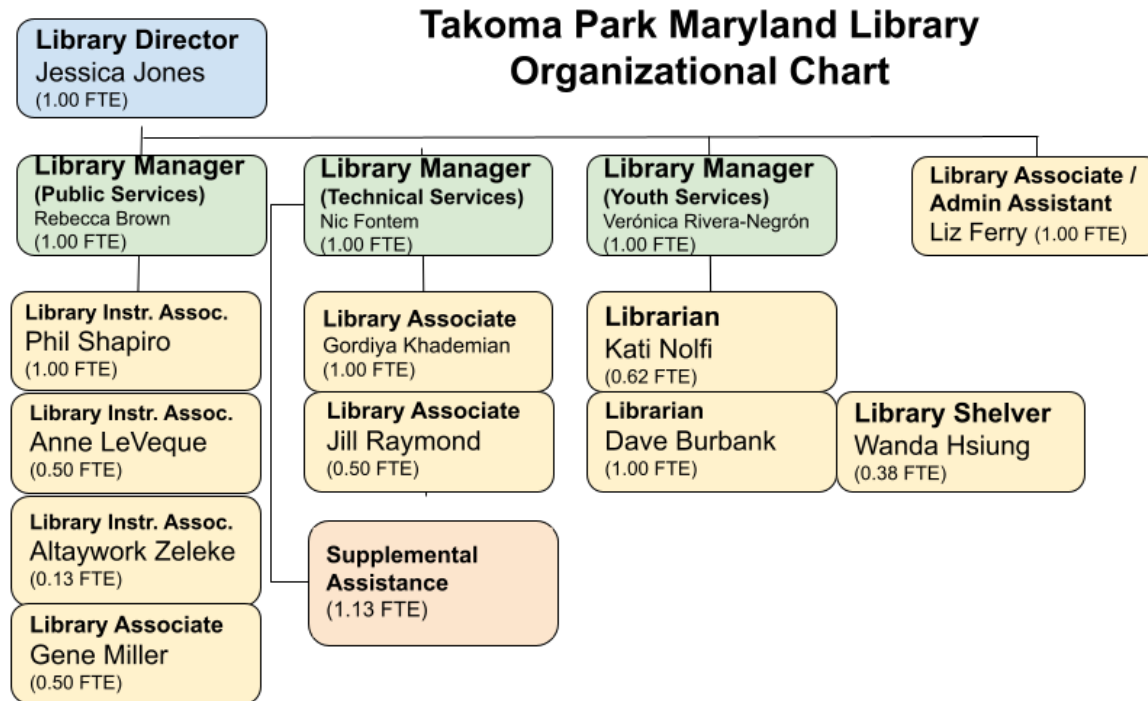 Takoma Park Maryland Library
Organizational Chart
Library Director
Jessica Jones
(1.00 FTE)
Library Manager
(Public Services)
Rebecca Brown
(1.00 FTE)
Library Manager
(Technical Services)
Nic Fontem
(1.00 FTE)
Library Manager
(Youth Services)
Verónica Rivera-Negrón
(1.00 FTE)
Library Associate /
Admin Assistant
Liz Ferry (1.00 FTE)
Library Instr. Assoc.
Phil Shapiro
(1.00 FTE)
Library Instr. Assoc.
Anne LeVeque
(0.50 FTE)
Library Instr. Assoc.
Altaywork Zeleke
(0.13 FTE)
Library Associate
Gene Miller
(0.50 FTE)
Library Associate
Gordiya Khademian
(1.00 FTE)
Library Associate
Jill Raymond
(0.50 FTE)
Supplemental
Assistance
(1.13 FTE)
Librarian
Kati Nolfi
(0.62 FTE)
Librarian
Dave Burbank
(1.00 FTE)
Library Shelver
Wanda Hsiung
(0.38 FTE)